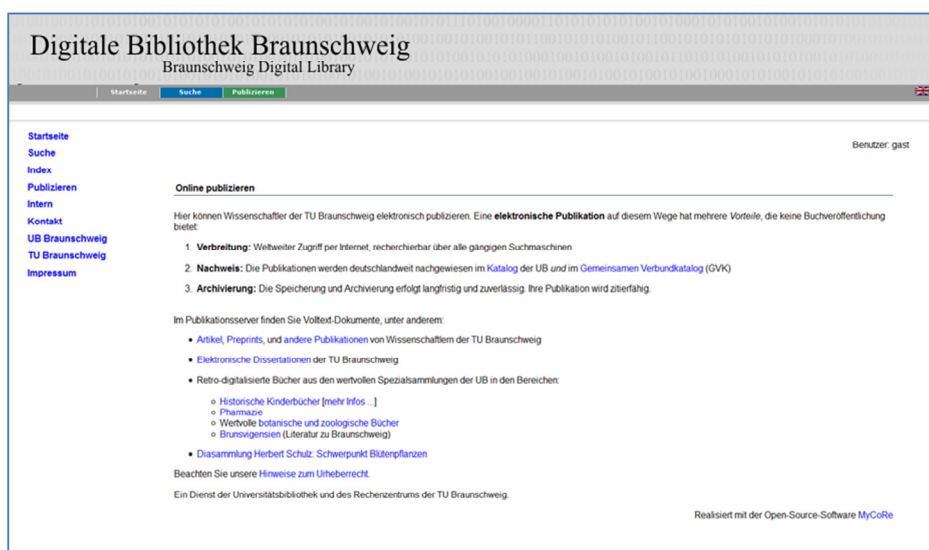 Digitale Bibliothek Braunschweig
Braunschweig Digital Library
Startseite Suche Publizieren
Startseite
Suche
Index
Publizieren
Intern
Kontakt
UB Braunschweig
TU Braunschweig
Impressum
Benutzer: gast
Online publizieren
Hier können Wissenschaftler der TU Braunschweig elektronisch publizieren. Eine elektronische Publikation auf diesem Wege hat mehrere Vorteile, die keine Buchveröffentlichung
bietet:
1. Verbreitung: Weltweiter Zugriff per Internet, recherchierbar über alle gängigen Suchmaschinen
2. Nachweis: Die Publikationen werden deutschlandweit nachgewiesen im Katalog der UB und im Gemeinsamen Verbundkatalog (GVK)
3. Archivierung: Die Speicherung und Archivierung erfolgt langfristig und zuverlässig. Ihre Publikation wird zitierfähig.
Im Publikationsserver finden Sie Volltext-Dokumente, unter anderem:
• Artikel, Preprints, und andere Publikationen von Wissenschaftlern der TU Braunschweig
• Elektronische Dissertationen der TU Braunschweig
• Retro-digitalisierte Bücher aus den wertvollen Spezialsammlungen der UB in den Bereichen:
o Historische Kinderbücher [mehr Infos ...]
o Pharmazie
o Wertvolle botanische und zoologische Bücher
o Brunsvigensien (Literatur zu Braunschweig)
• Diasammlung Herbert Schulz: Schwerpunkt Blütenpflanzen
Beachten Sie unsere Hinweise zum Urheberrecht.
Ein Dienst der Universitätsbibliothek und des Rechenzentrums der TU Braunschweig.
Realisiert mit der Open-Source-Software MyCoRe